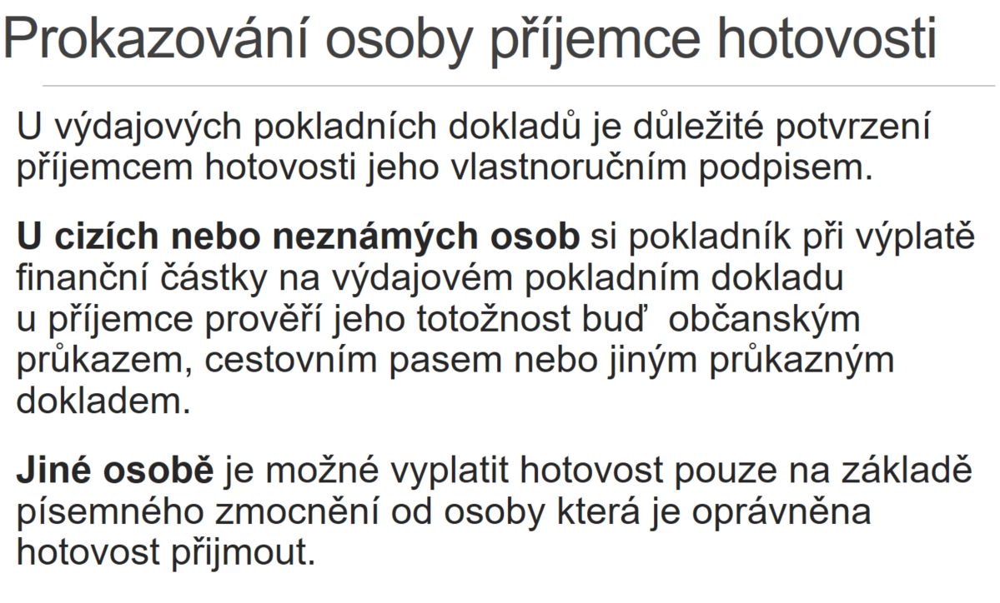 Prokazování osoby příjemce hotovosti
U výdajových pokladních dokladů je důležité potvrzení
příjemcem hotovosti jeho vlastnoručním podpisem.
U cizích nebo neznámých osob si pokladník při výplatě
finanční částky na výdajovém pokladním dokladu
u příjemce prověří jeho totožnost buď  občanským
průkazem, cestovním pasem nebo jiným průkazným
dokladem.
Jiné osobě je možné vyplatit hotovost pouze na základě
písemného zmocnění od osoby která je oprávněna
hotovost přijmout.